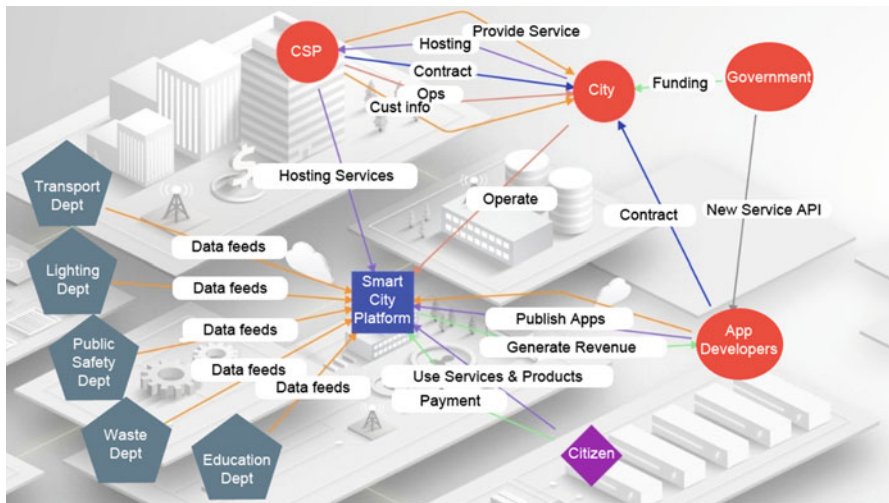 Provide Service
CSP
Hosting
Contract
City
Funding
Government
Ops
Cust info
Transport
Dept
Hosting Services
Operate
Contract
New Service API
Data feeds
Lighting
Dept
Data feeds
Smart
City
Platform
Public
Safety
Dept
Data feeds
Publish Apps
App
Developers
Generate Revenue
Data feeds
Use Services & Products
Data feeds
Payment
Waste
Dept
Education
Dept
Citizen